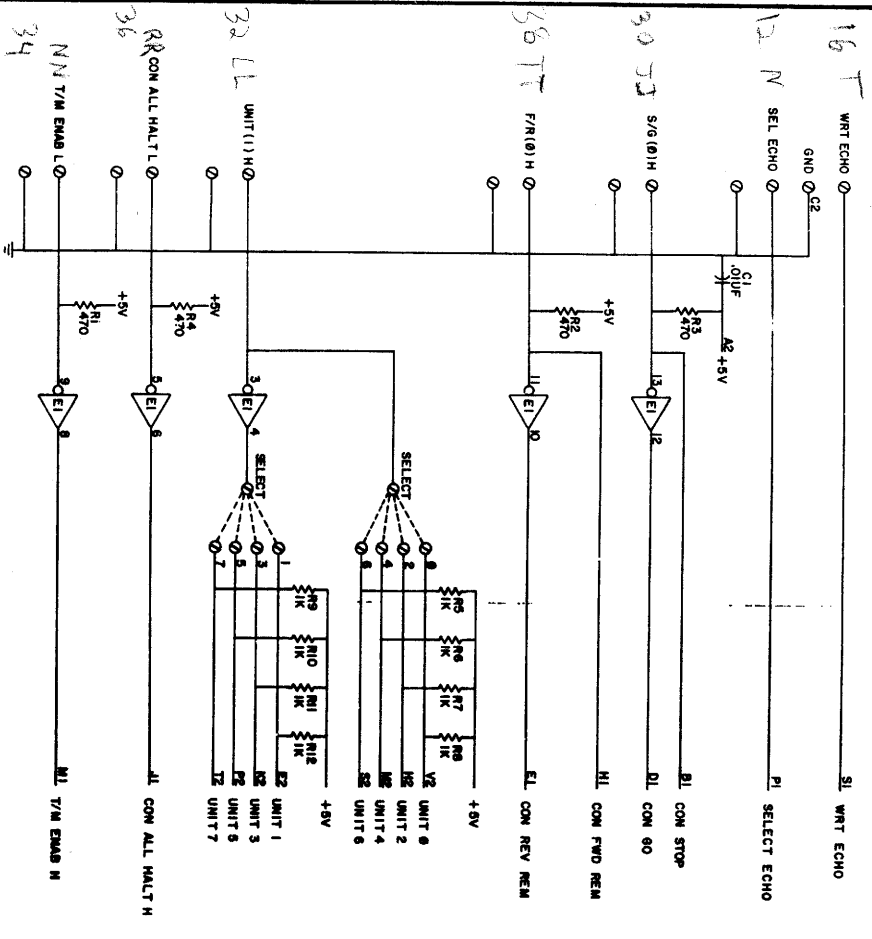 16 T WRT ECHO S1 WRT ECHO
GND C2
12 N SEL ECHO P1 SELECT ECHO
C1 .01UF
A2 +5V
R3 470
B1 CON STOP
30 JJ S/G (0) H 13 E1 12 D1 CON GO
+5V
R2 470
H1 CON FWD REM
38 TT F/R (0) H 11 E1 10 E1 CON REV REM
+5V
R5 1K R6 1K R7 1K R8 1K
SELECT
0 V2 UNIT 0
2 H2 UNIT 2
4 M2 UNIT 4
6 S2 UNIT 6
+5V
R9 1K R10 1K R11 1K R12 1K
1 E2 UNIT 1
SELECT
3 K2 UNIT 3
32 LL UNIT (1) H 3 E1 4
5 P2 UNIT 5
7 T2 UNIT 7
+5V
R4 470
36 RR CON ALL HALT L 5 E1 6 J1 CON ALL HALT H
+5V
R1 470
34 NN T/M ENAB L 9 E1 8 M1 T/M ENAB H